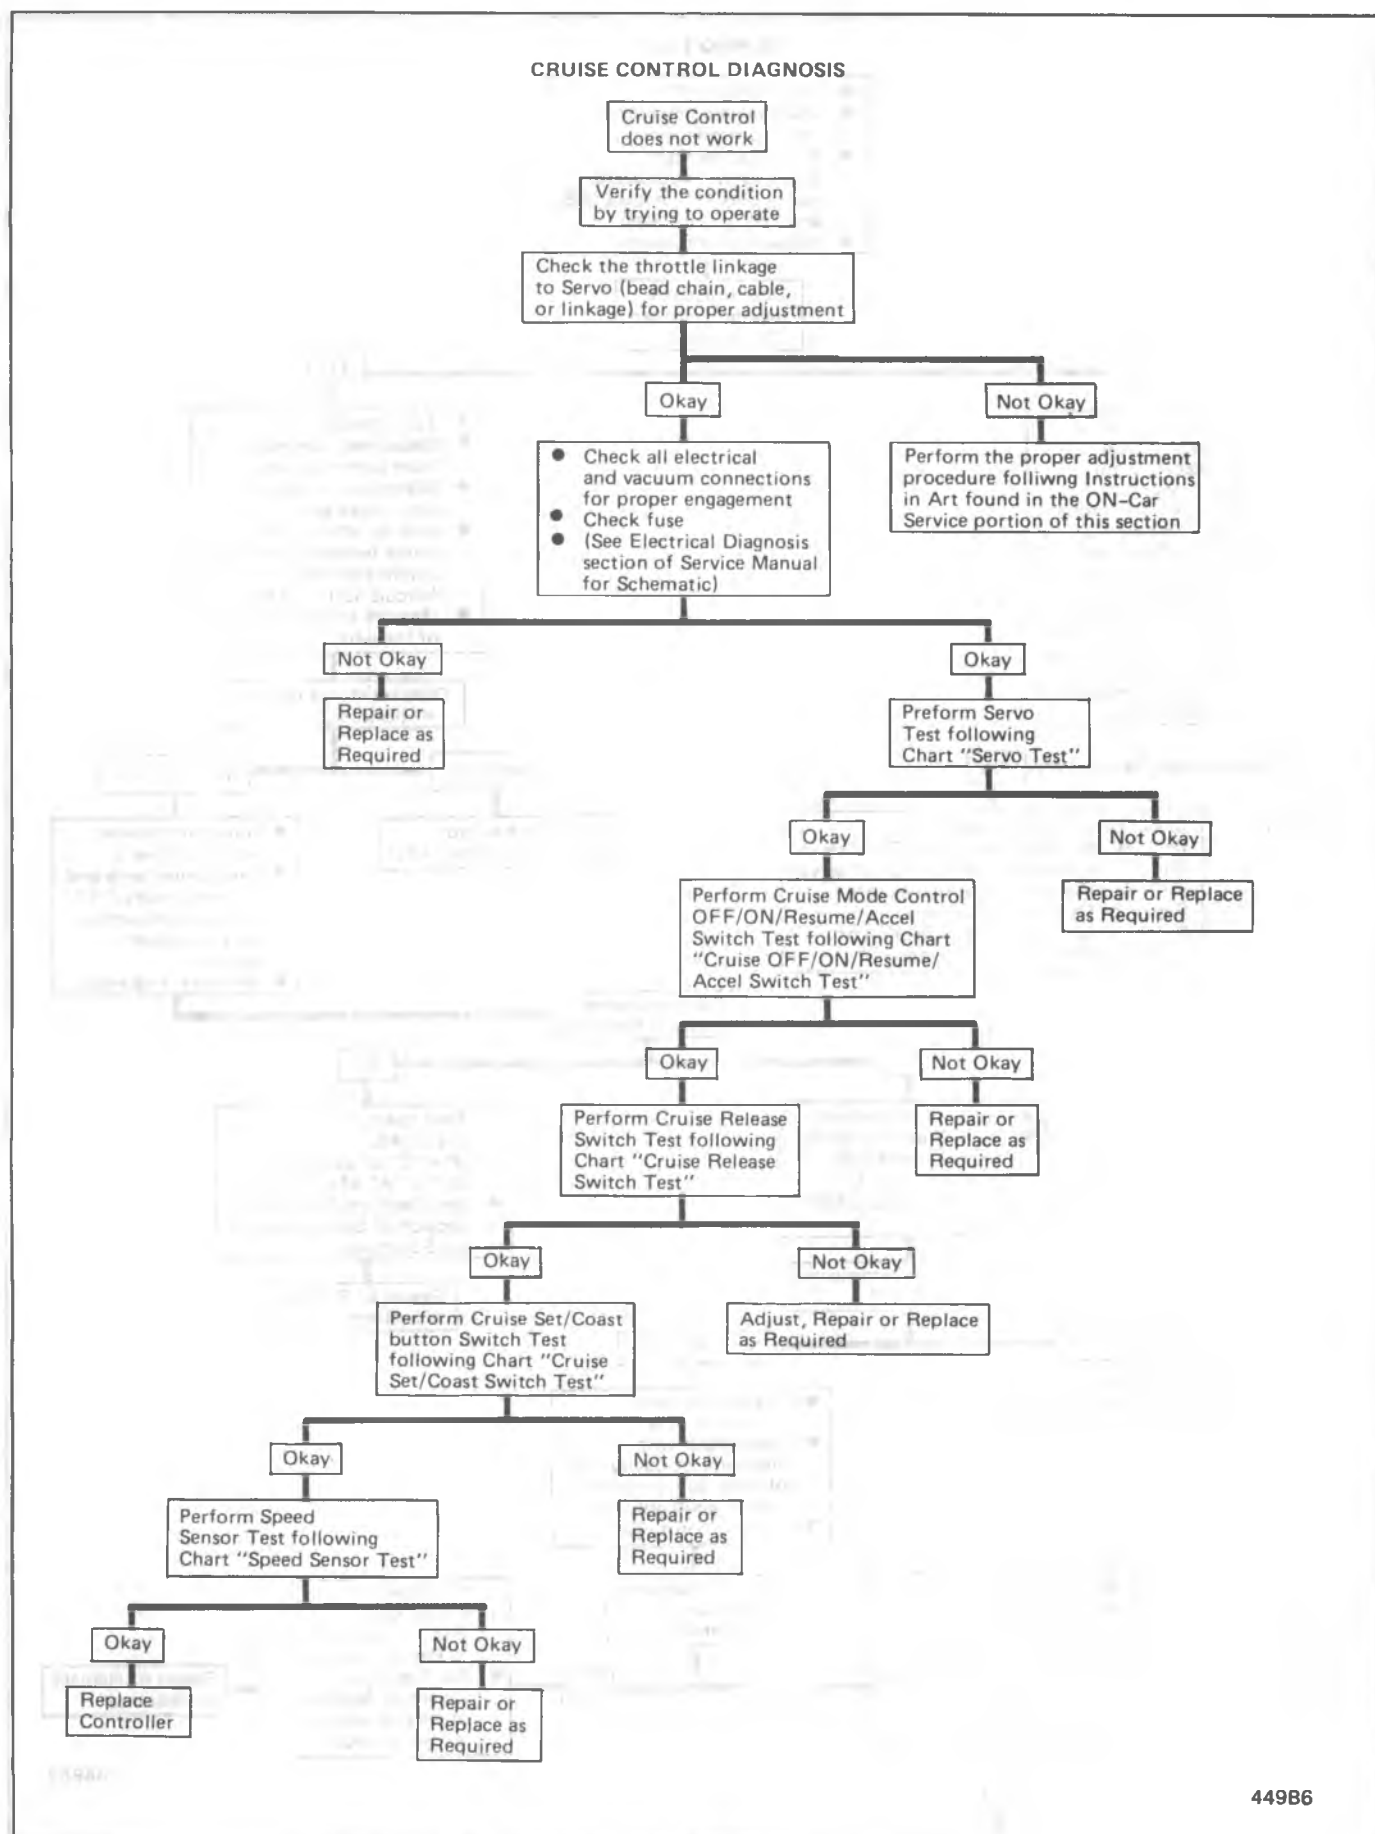 CRUISE CONTROL DIAGNOSIS
Cruise Control
does not work
Verify the condition
by trying to operate
Check the throttle linkage
to Servo (bead chain, cable,
or linkage) for proper adjustment
Okay
Not Okay
● Check all electrical
and vacuum connections
for proper engagement
● Check fuse
● (See Electrical Diagnosis
section of Service Manual
for Schematic)
Perform the proper adjustment
procedure folliwng Instructions
in Art found in the ON-Car
Service portion of this section
Not Okay
Okay
Repair or
Replace as
Required
Preform Servo
Test following
Chart "Servo Test"
Okay
Not Okay
Perform Cruise Mode Control
OFF/ON/Resume/Accel
Switch Test following Chart
"Cruise OFF/ON/Resume/
Accel Switch Test"
Repair or Replace
as Required
Okay
Not Okay
Perform Cruise Release
Switch Test following
Chart "Cruise Release
Switch Test"
Repair or
Replace as
Required
Okay
Not Okay
Perform Cruise Set/Coast
button Switch Test
following Chart "Cruise
Set/Coast Switch Test"
Adjust, Repair or Replace
as Required
Okay
Not Okay
Perform Speed
Sensor Test following
Chart "Speed Sensor Test"
Repair or
Replace as
Required
Okay
Not Okay
Replace
Controller
Repair or
Replace as
Required
449B6